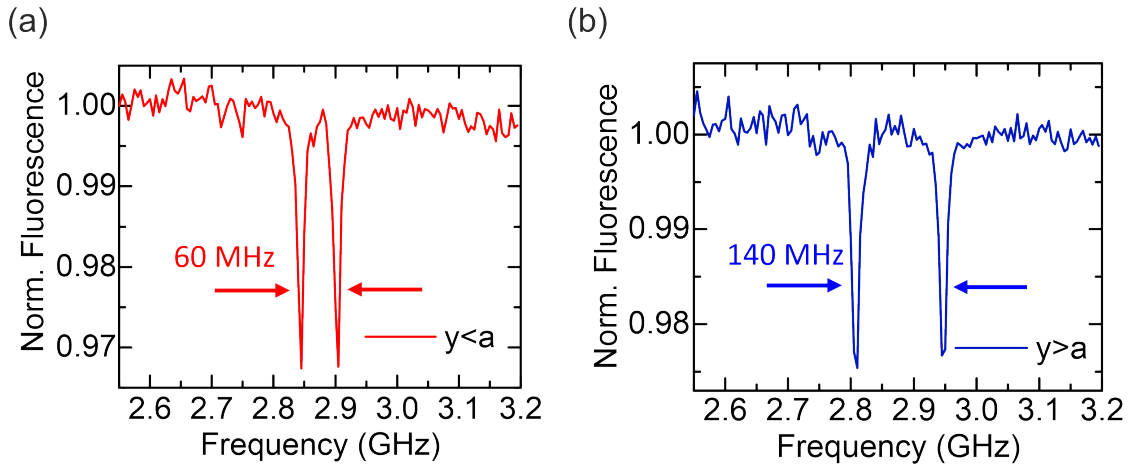 (a)
Norm. Fluorescence
1.00
0.99
0.98
0.97
60 MHz
y<a
2.6 2.7 2.8 2.9 3.0 3.1 3.2
Frequency (GHz)
(b)
Norm. Fluorescence
1.00
0.99
0.98
140 MHz
y>a
2.6 2.7 2.8 2.9 3.0 3.1 3.2
Frequency (GHz)